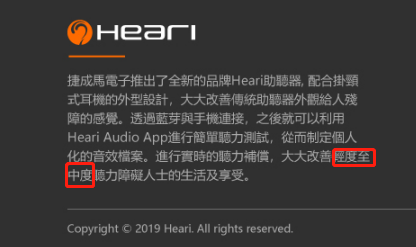 HEARI
捷成馬電子推出了全新的品牌Heari助聽器, 配合掛頸
式耳機的外型設計，大大改善傳統助聽器外觀給人殘
障的感覺。透過藍芽與手機連接，之後就可以利用
Heari Audio App進行簡單聽力測試，從而制定個人
化的音效檔案。進行實時的聽力補償，大大改善輕度至
中度聽力障礙人士的生活及享受。
Copyright © 2019 Heari. All rights reserved.